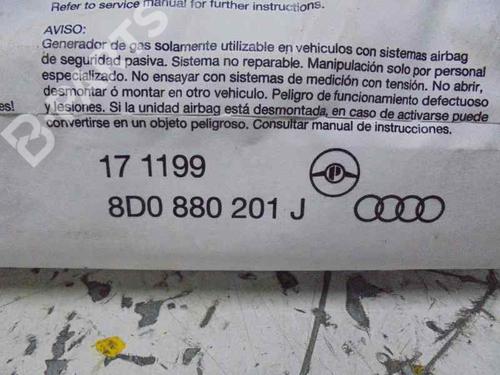 Refer to service manual for further instructions.
AVISO:
Generador de gas solamente utilizable en vehiculos con sistemas airbag
de seguridad pasiva. Sistema no reparable. Manipulación solo por personal
especializado. No ensayar con sistemas de medición con tensión. No abrir,
desmontar ó montar en otro vehiculo. Peligro de funcionamiento defectuoso
es! y lesiones. Si la unidad airbag está desmontada, en caso de activarse puede
convertirse en un objeto peligroso. Consultar manual de instrucciones.
17 1199
P
8D0 880 201 J